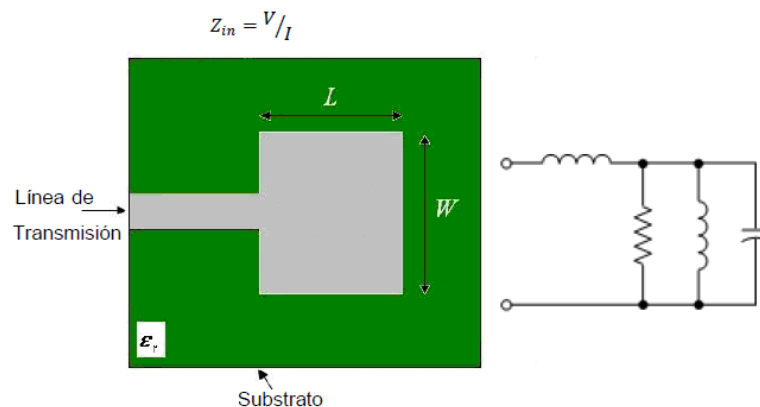 Z_in = V/I
L
Línea de
Transmisión
W
ε_r
Substrato